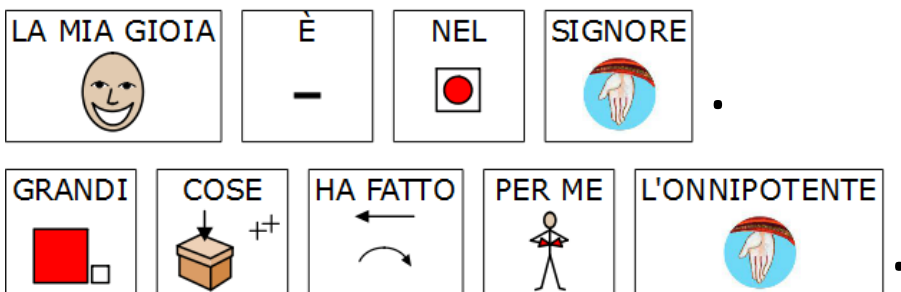 LA MIA GIOIA È NEL SIGNORE.
GRANDI COSE HA FATTO PER ME L'ONNIPOTENTE.